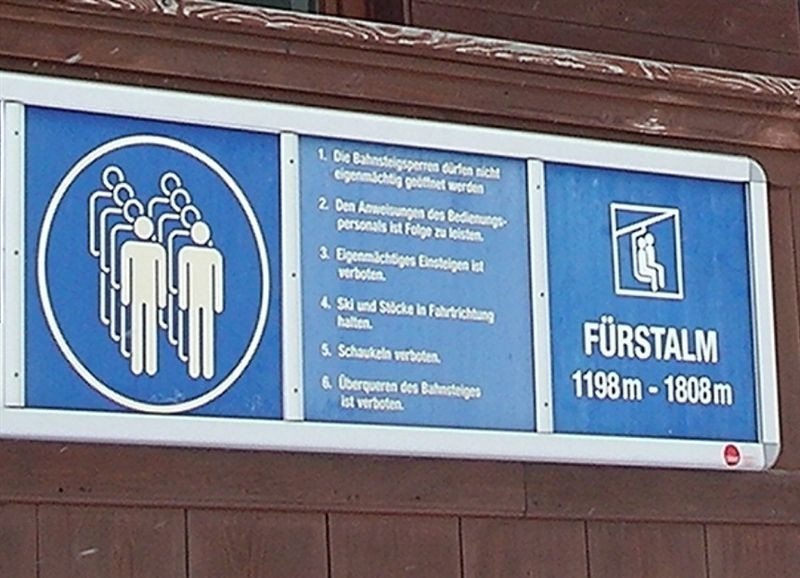 1. Die Bahnsteigsperren dürfen nicht
eigenmächtig geöffnet werden
2. Den Anweisungen des Bedienungs-
personals ist Folge zu leisten.
3. Eigenmächtiges Einsteigen ist
verboten.
4. Ski und Stöcke in Fahrtrichtung
halten.
5. Schaukeln verboten.
6. Überqueren des Bahnsteiges
ist verboten.
FÜRSTALM
1198 m - 1808 m